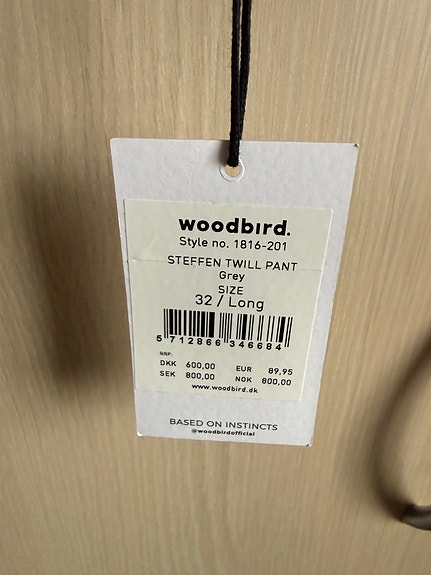 woodbird.
Style no. 1816-201
STEFFEN TWILL PANT
Grey
SIZE
32 / Long
5 712866 346684
RRP:
DKK 600,00 EUR 89,95
SEK 800,00 NOK 800,00
www.woodbird.dk
BASED ON INSTINCTS
@woodbirdofficial